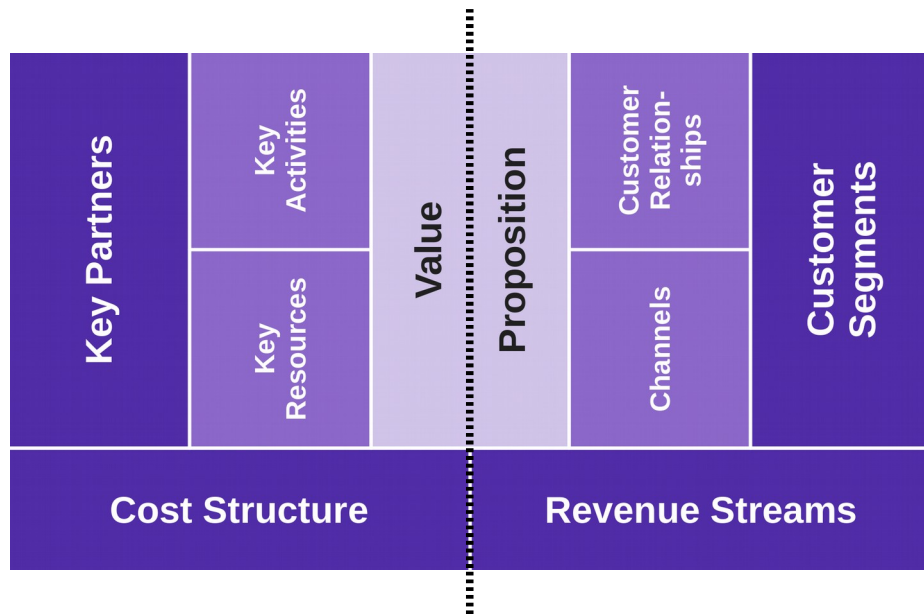 Key Partners
Key
Activities
Key
Resources
Value
Proposition
Customer
Relation-
ships
Channels
Customer
Segments
Cost Structure
Revenue Streams